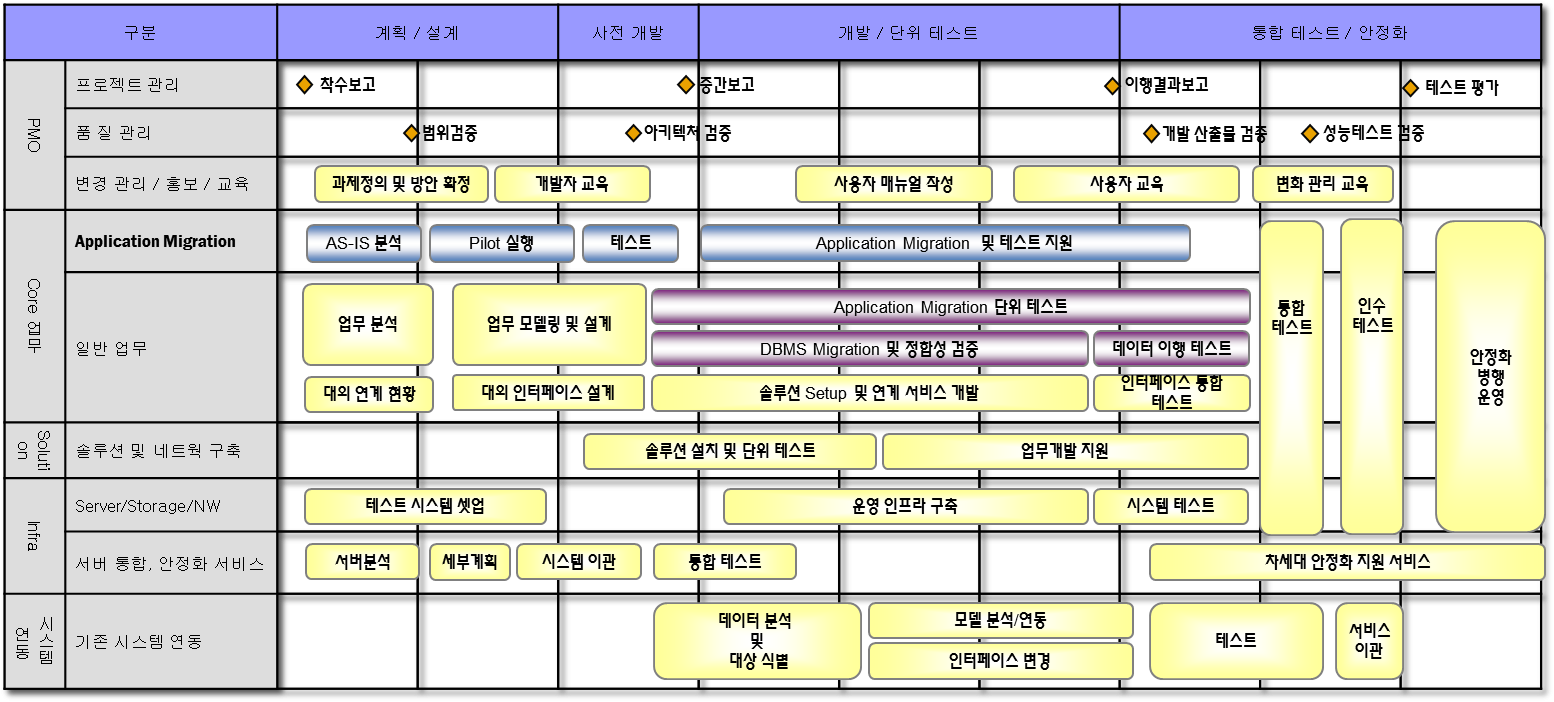 구분
계획 / 설계
사전 개발
개발 / 단위 테스트
통합 테스트 / 안정화
PMO
프로젝트 관리
착수보고
중간보고
이행결과보고
테스트 평가
품 질 관리
범위검증
아키텍처 검증
개발 산출물 검증
성능테스트 검증
변경 관리 / 홍보 / 교육
과제정의 및 방안 확정
개발자 교육
사용자 매뉴얼 작성
사용자 교육
변화 관리 교육
Core 업무
Application Migration
AS-IS 분석
Pilot 실행
테스트
Application Migration 및 테스트 지원
통합
테스트
인수
테스트
안정화
병행
운영
일반 업무
업무 분석
업무 모델링 및 설계
Application Migration 단위 테스트
DBMS Migration 및 정합성 검증
데이터 이행 테스트
대외 연계 현황
대외 인터페이스 설계
솔루션 Setup 및 연계 서비스 개발
인터페이스 통합
테스트
Soluti
on
솔루션 및 네트웍 구축
솔루션 설치 및 단위 테스트
업무개발 지원
Infra
Server/Storage/NW
테스트 시스템 셋업
운영 인프라 구축
시스템 테스트
서버 통합, 안정화 서비스
서버분석
세부계획
시스템 이관
통합 테스트
차세대 안정화 지원 서비스
시스템
연동
기존 시스템 연동
데이터 분석
및
대상 식별
모델 분석/연동
인터페이스 변경
테스트
서비스
이관